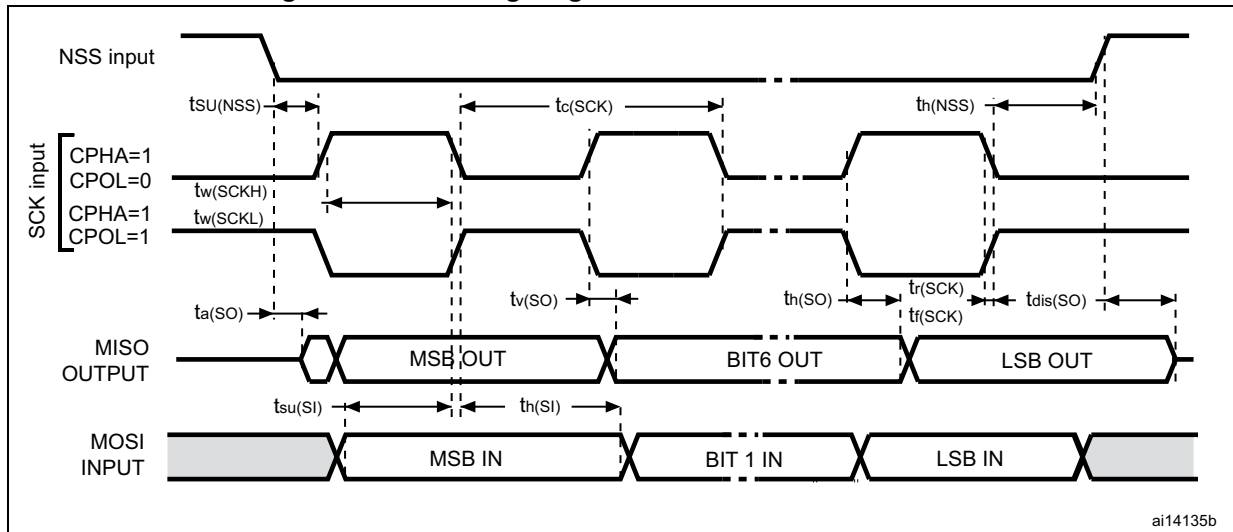 NSS input
tSU(NSS)
tc(SCK)
th(NSS)
SCK input
CPHA=1
CPOL=0
tw(SCKH)
CPHA=1
tw(SCKL)
CPOL=1
ta(SO)
tv(SO)
th(SO)
tr(SCK)
tf(SCK)
tdis(SO)
MISO
OUTPUT
MSB OUT
BIT6 OUT
LSB OUT
tsu(SI)
th(SI)
MOSI
INPUT
MSB IN
BIT 1 IN
LSB IN
ai14135b